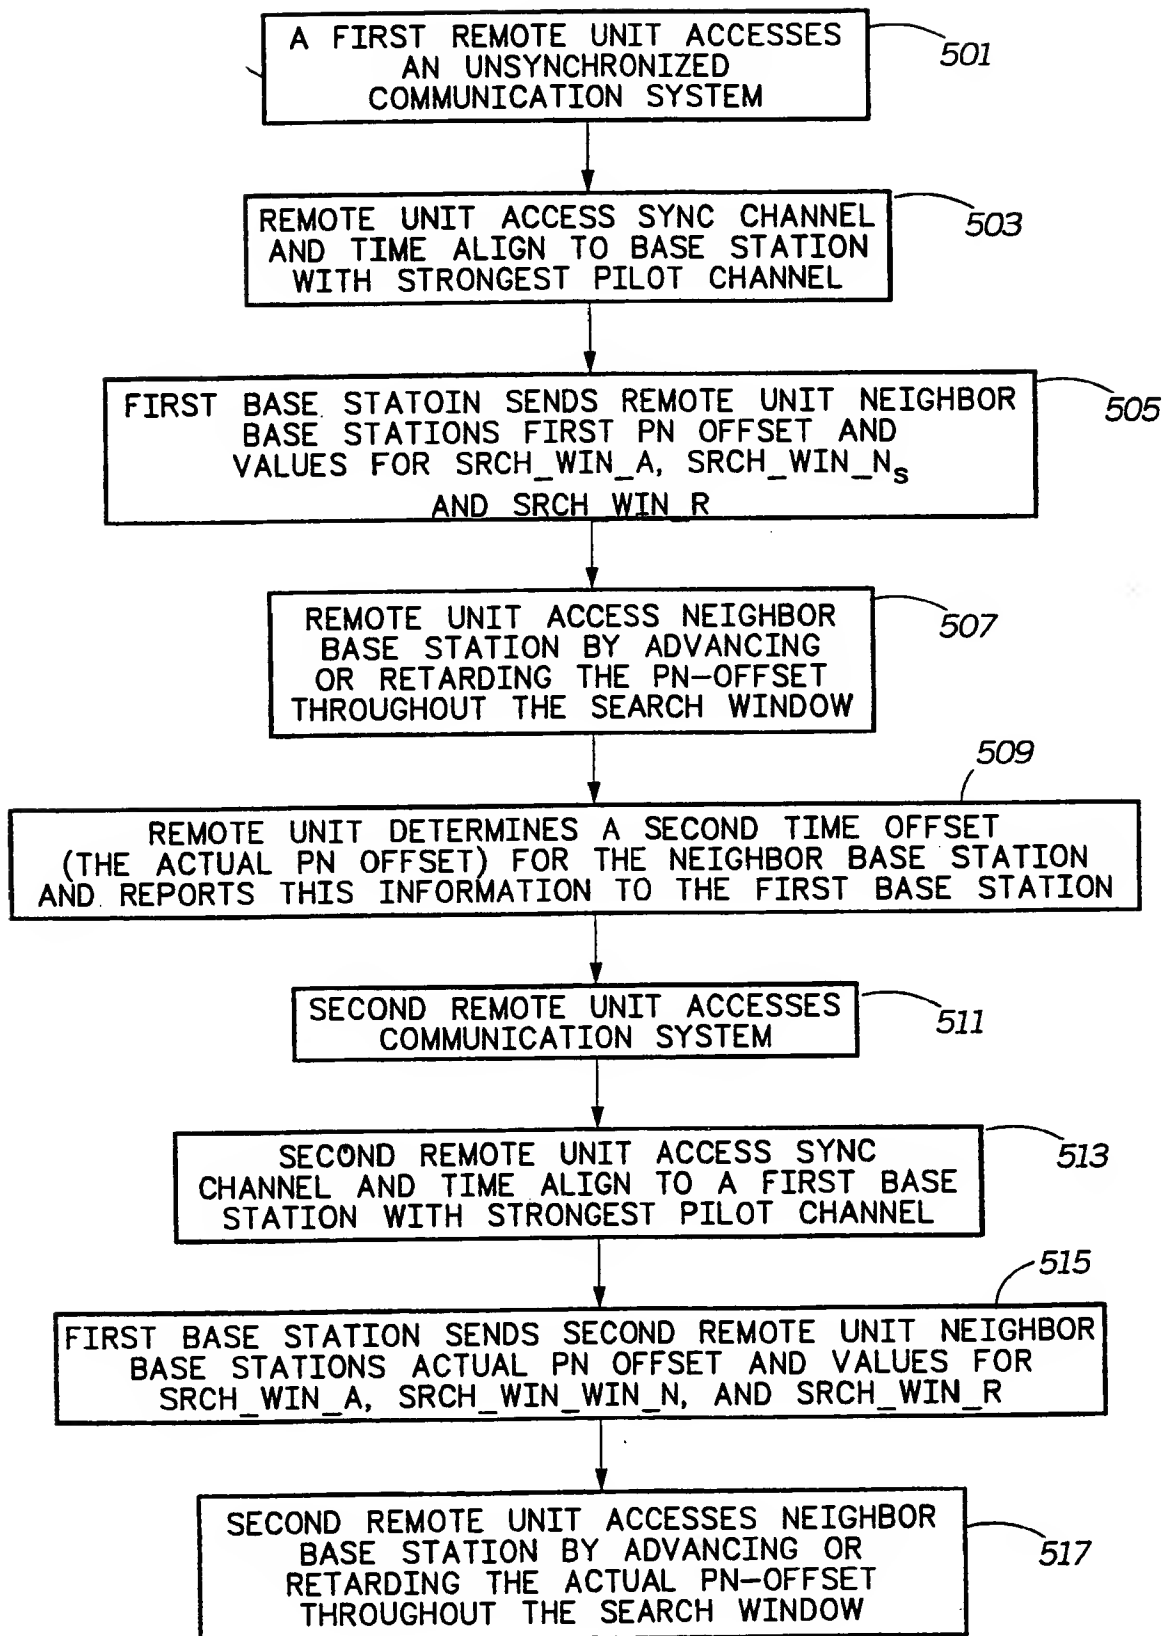 A FIRST REMOTE UNIT ACCESSES
AN UNSYNCHRONIZED
COMMUNICATION SYSTEM
501
REMOTE UNIT ACCESS SYNC CHANNEL
AND TIME ALIGN TO BASE STATION
WITH STRONGEST PILOT CHANNEL
503
FIRST BASE STATOIN SENDS REMOTE UNIT NEIGHBOR
BASE STATIONS FIRST PN OFFSET AND
VALUES FOR SRCH_WIN_A, SRCH_WIN_Ns
AND SRCH_WIN_R
505
REMOTE UNIT ACCESS NEIGHBOR
BASE STATION BY ADVANCING
OR RETARDING THE PN-OFFSET
THROUGHOUT THE SEARCH WINDOW
507
509
REMOTE UNIT DETERMINES A SECOND TIME OFFSET
(THE ACTUAL PN OFFSET) FOR THE NEIGHBOR BASE STATION
AND REPORTS THIS INFORMATION TO THE FIRST BASE STATION
SECOND REMOTE UNIT ACCESSES
COMMUNICATION SYSTEM
511
SECOND REMOTE UNIT ACCESS SYNC
CHANNEL AND TIME ALIGN TO A FIRST BASE
STATION WITH STRONGEST PILOT CHANNEL
513
515
FIRST BASE STATION SENDS SECOND REMOTE UNIT NEIGHBOR
BASE STATIONS ACTUAL PN OFFSET AND VALUES FOR
SRCH_WIN_A, SRCH_WIN_WIN_N, AND SRCH_WIN_R
SECOND REMOTE UNIT ACCESSES NEIGHBOR
BASE STATION BY ADVANCING OR
RETARDING THE ACTUAL PN-OFFSET
THROUGHOUT THE SEARCH WINDOW
517